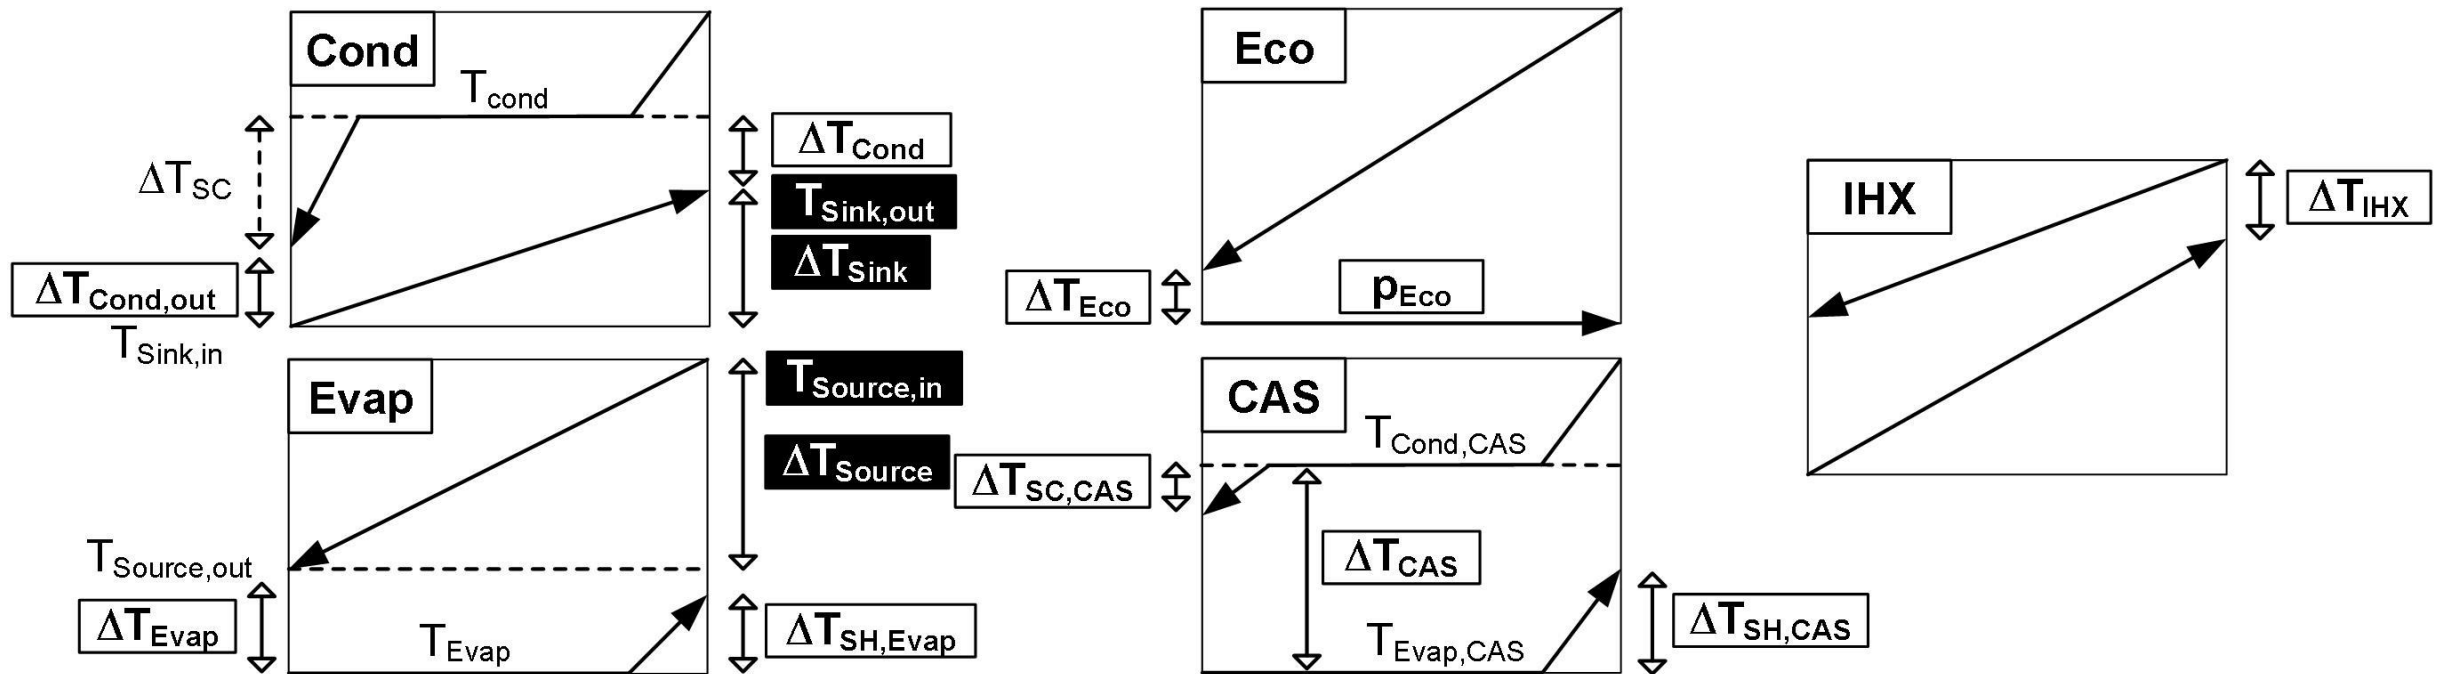 Cond
Tcond
ΔTSC
ΔTCond,out
TSink,in
ΔTCond
TSink,out
ΔTSink
Evap
TSource,out
ΔTEvap
TEvap
TSource,in
ΔTSource
ΔTSH,Evap
Eco
ΔTEco
pEco
CAS
TCond,CAS
ΔTSC,CAS
ΔTCAS
TEvap,CAS
ΔTSH,CAS
IHX
ΔTIHX